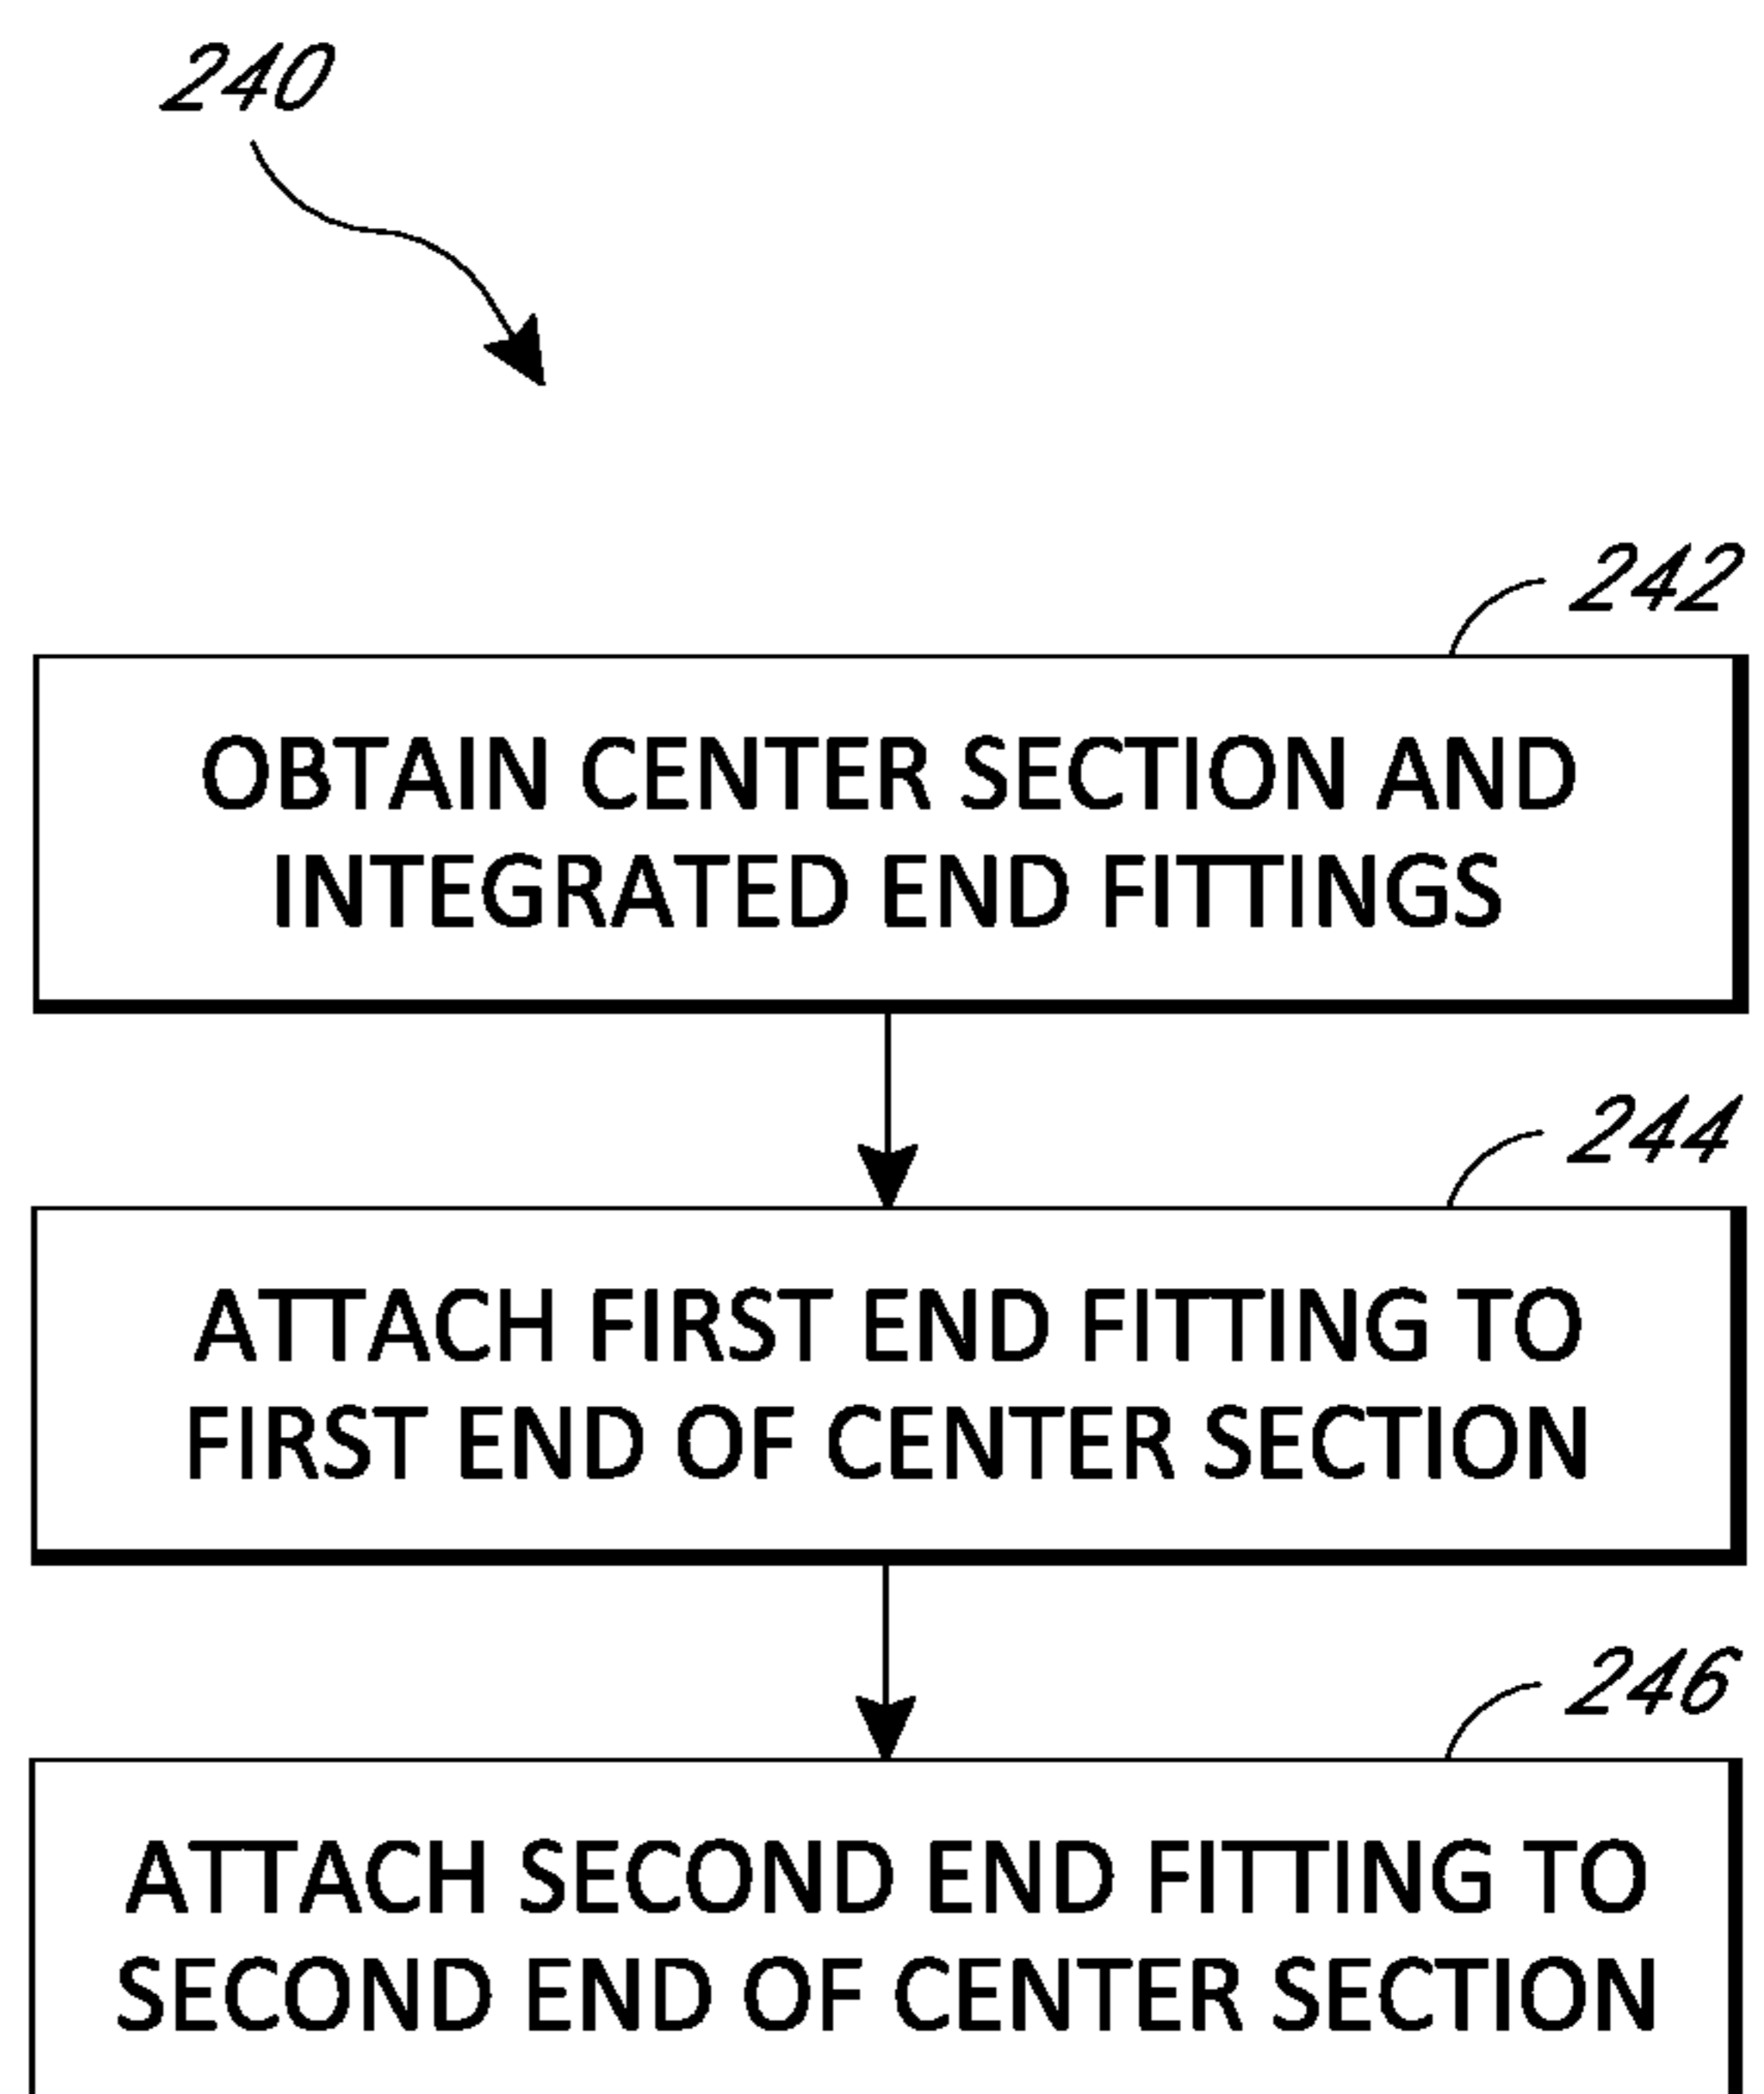 240
242
OBTAIN CENTER SECTION AND
INTEGRATED END FITTINGS
244
ATTACH FIRST END FITTING TO
FIRST END OF CENTER SECTION
246
ATTACH SECOND END FITTING TO
SECOND END OF CENTER SECTION